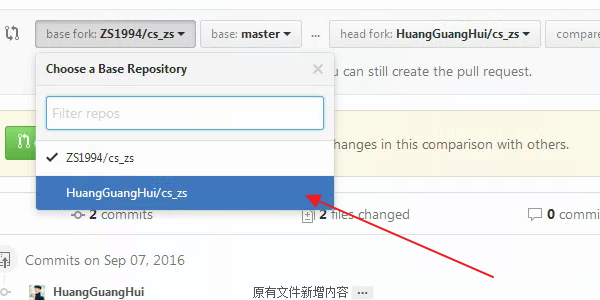 base fork: ZS1994/cs_zs base: master ... head fork: HuangGuangHui/cs_zs compare
Choose a Base Repository
u can still create the pull request.
Filter repos
hanges in this comparison with others.
ZS1994/cs_zs
HuangGuangHui/cs_zs
2 commits 2 files changed 0 commi
Commits on Sep 07, 2016
HuangGuangHui 原有文件新增内容 ...